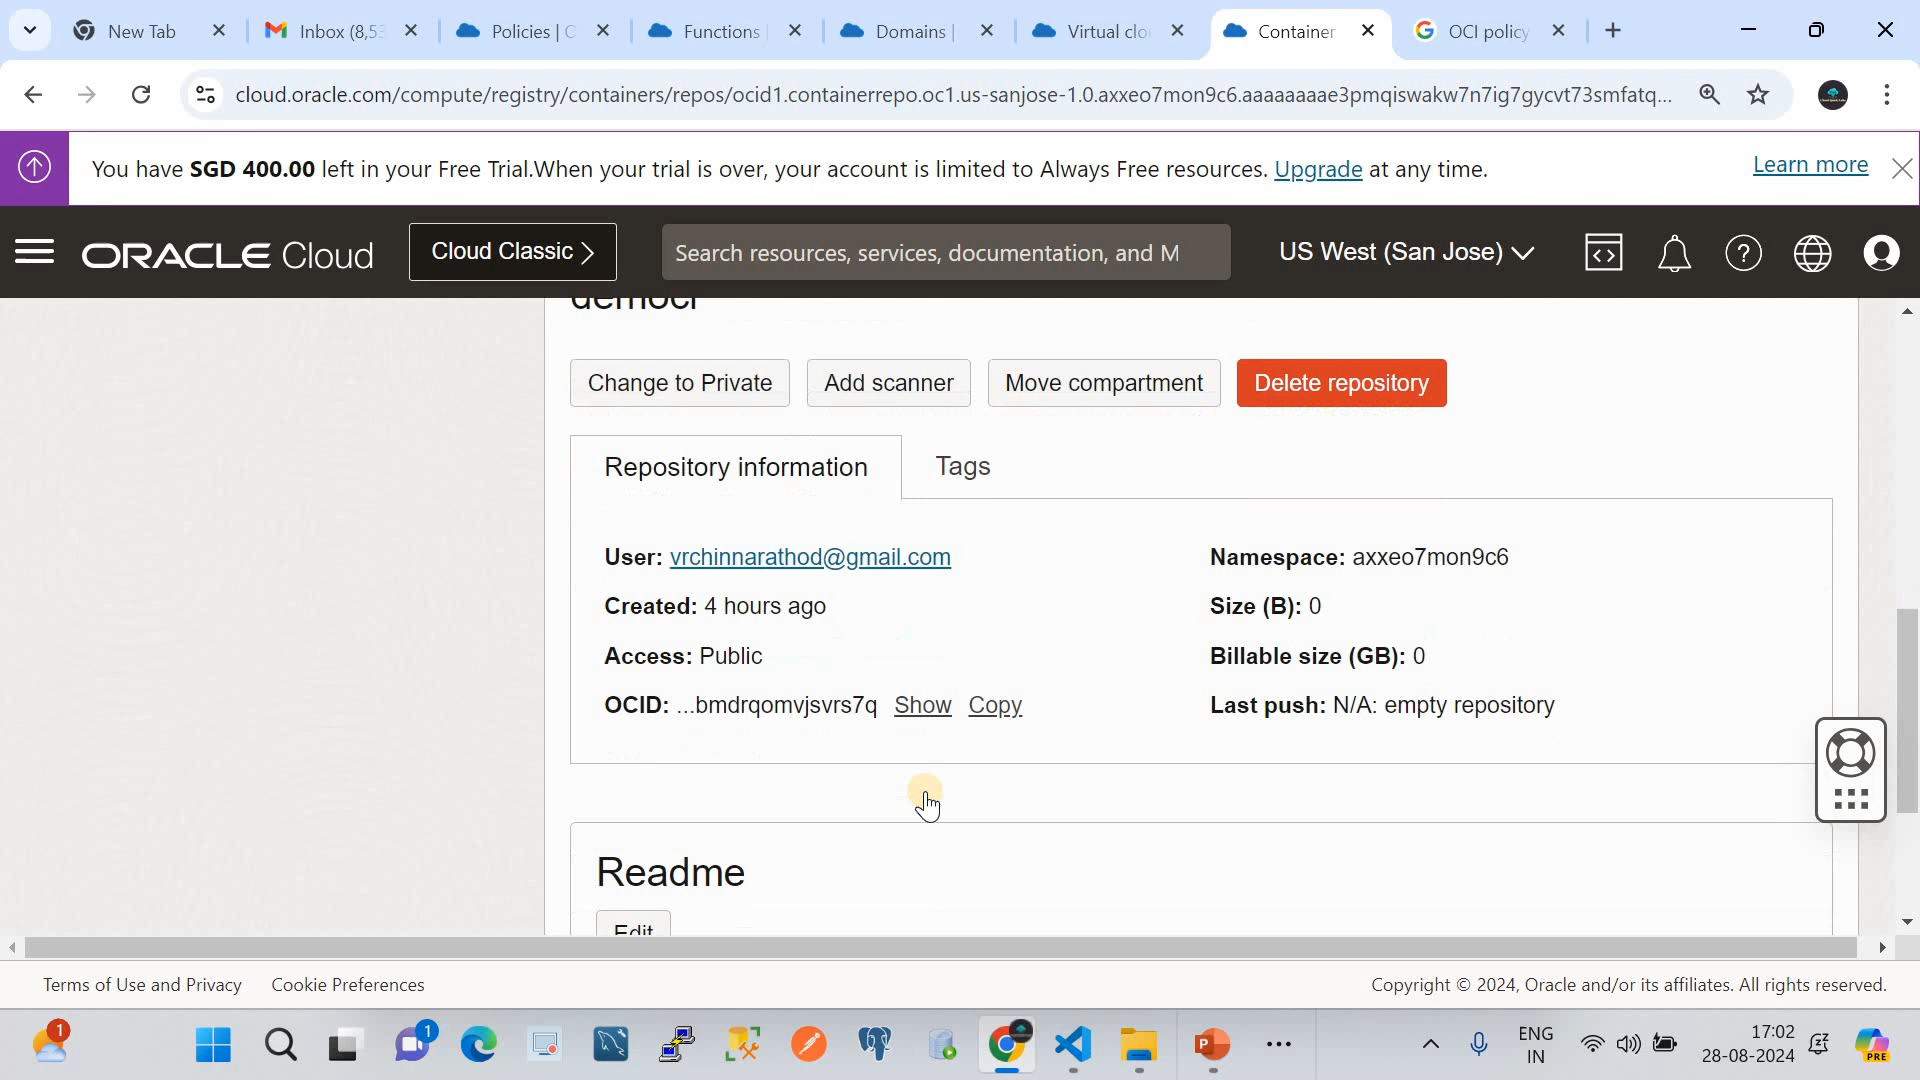 New Tab
Inbox (8,53
Policies | O
Functions |
Domains |
Virtual clou
Container
OCI policy
cloud.oracle.com/compute/registry/containers/repos/ocid1.containerrepo.oc1.us-sanjose-1.0.axxeo7mon9c6.aaaaaaaae3pmqiswakw7n7ig7gycvt73smfatq...
You have SGD 400.00 left in your Free Trial.When your trial is over, your account is limited to Always Free resources. Upgrade at any time.
Learn more
ORACLE Cloud
Cloud Classic
Search resources, services, documentation, and M
US West (San Jose)
Change to Private
Add scanner
Move compartment
Delete repository
Repository information
Tags
User: vrchinnarathod@gmail.com
Namespace: axxeo7mon9c6
Created: 4 hours ago
Size (B): 0
Access: Public
Billable size (GB): 0
OCID: ...bmdrqomvjsvrs7q Show Copy
Last push: N/A: empty repository
Readme
Edit
Terms of Use and Privacy
Cookie Preferences
Copyright © 2024, Oracle and/or its affiliates. All rights reserved.
1
1
ENG
IN
17:02
28-08-2024
PRE